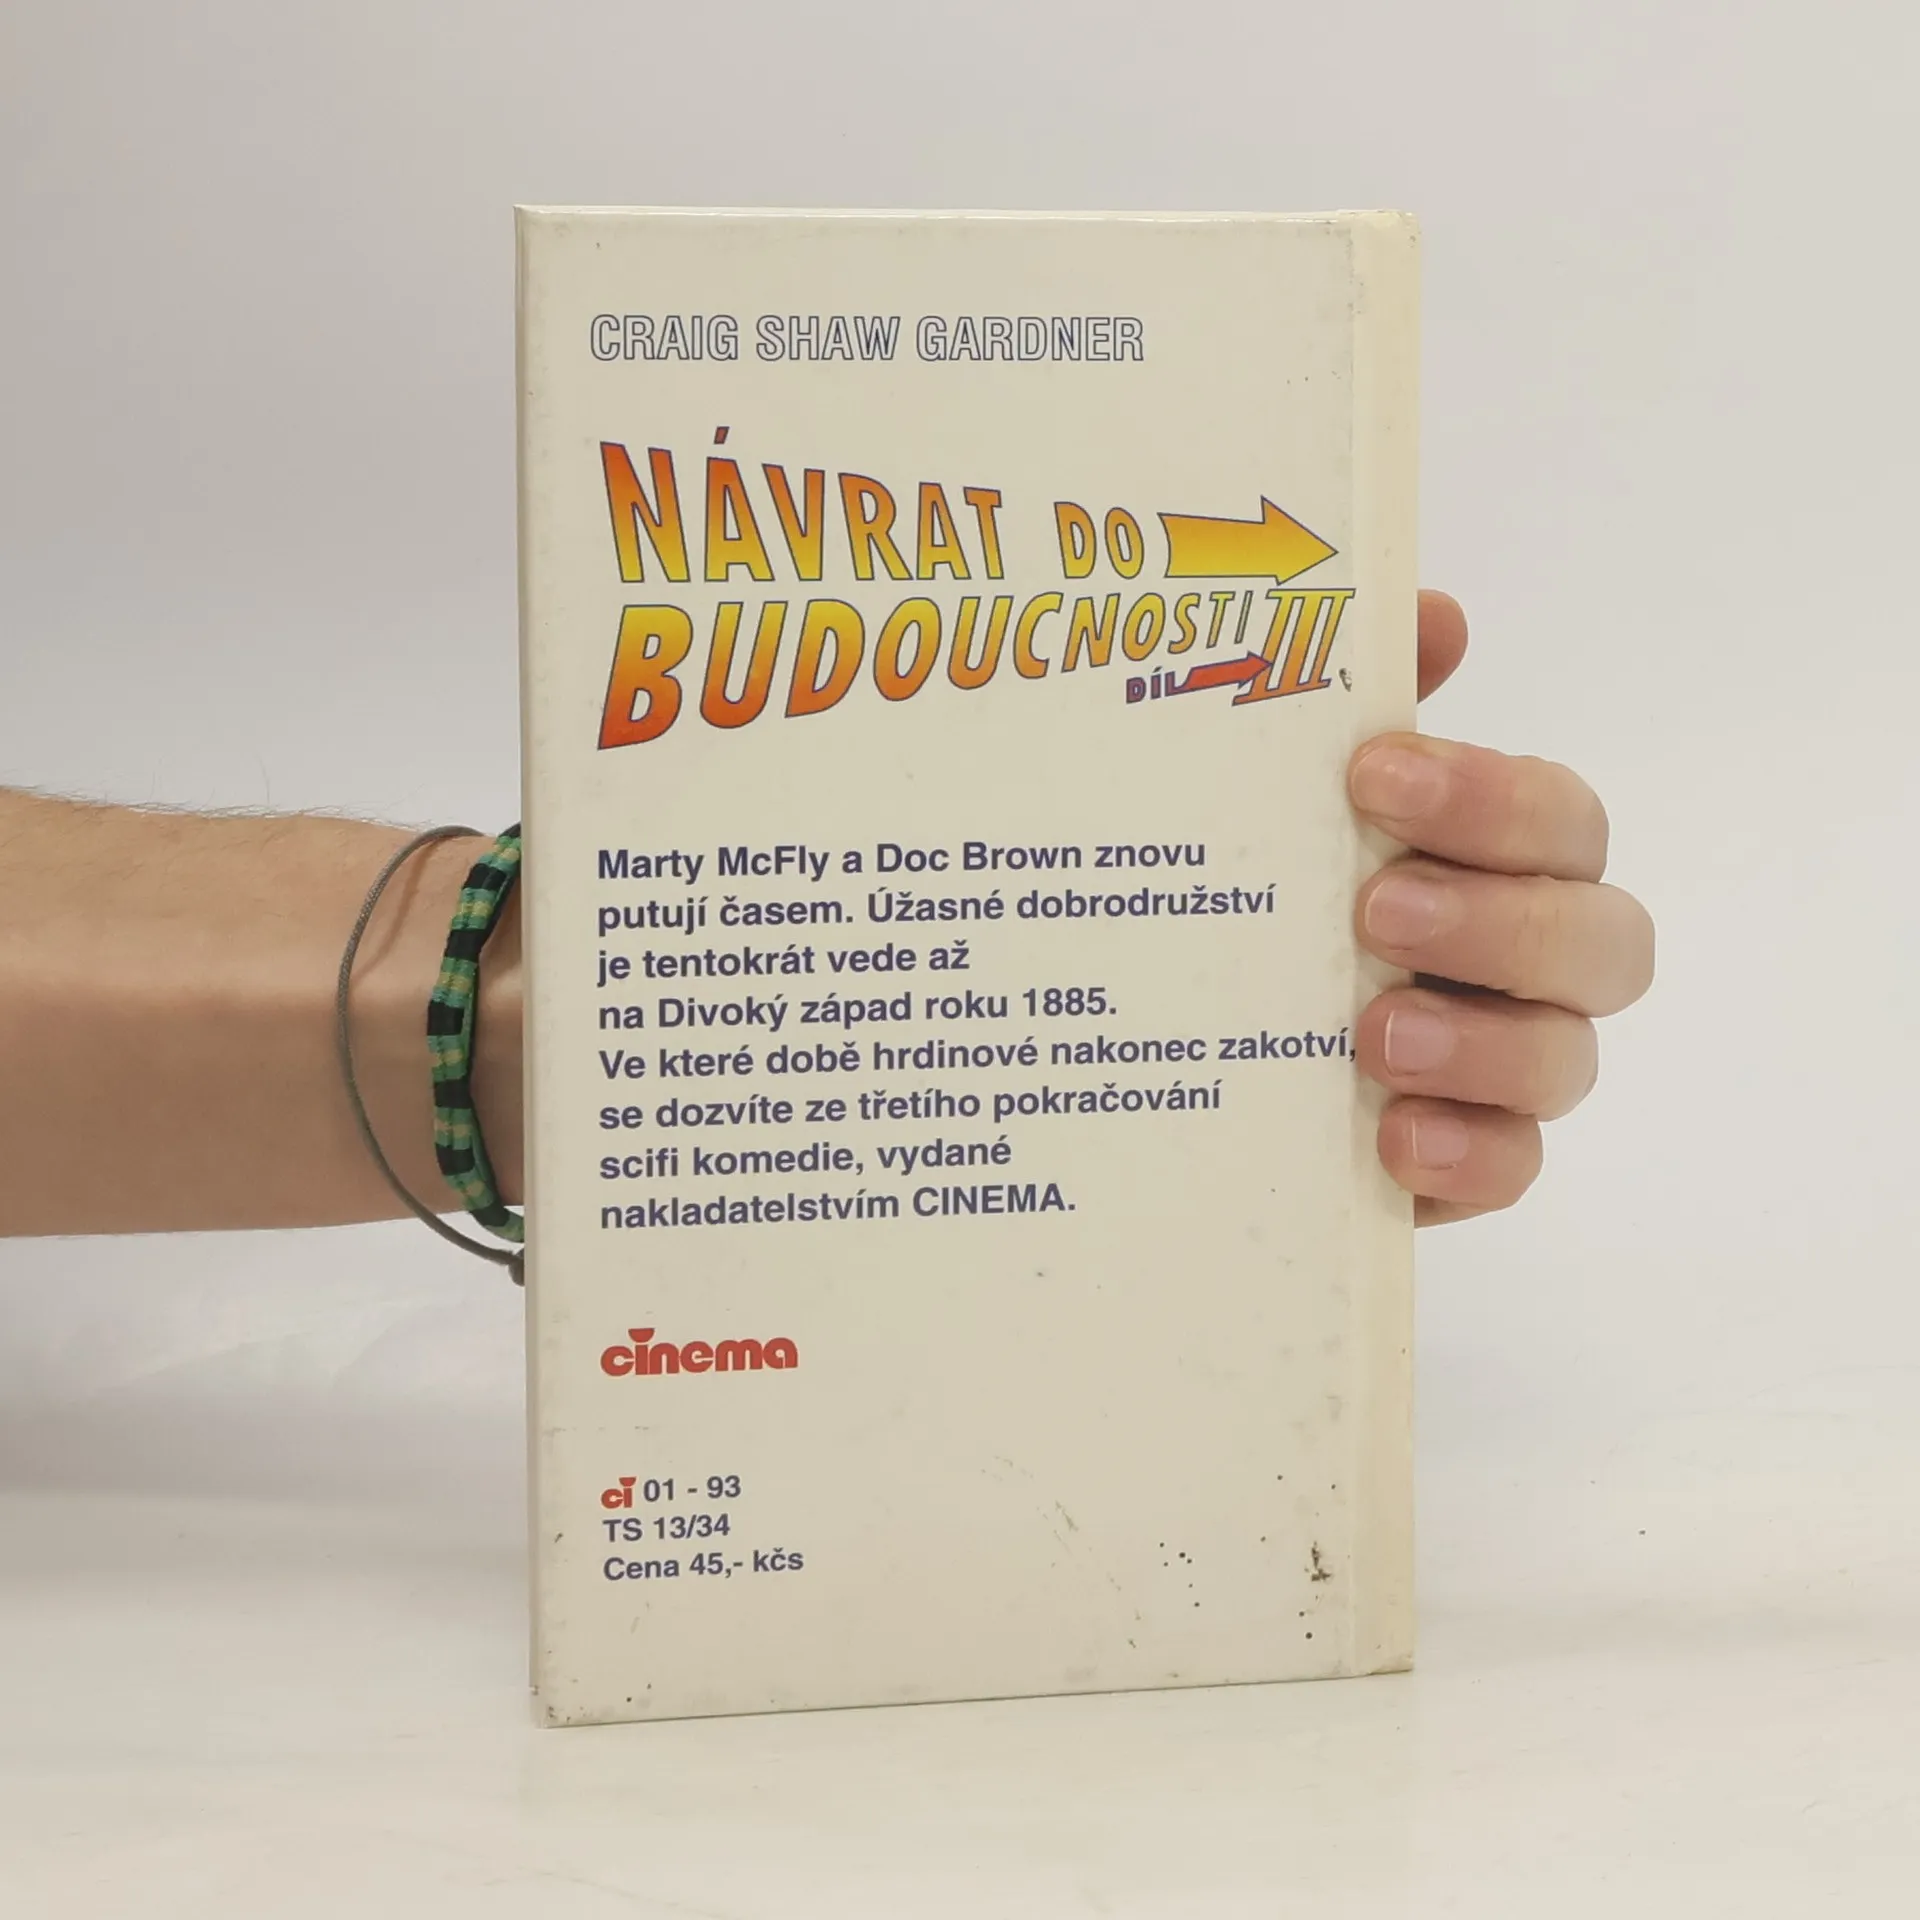 CRAIG SHAW GARDNER
NÁVRAT DO
BUDOUCNOSTI III
DÍL
Marty McFly a Doc Brown znovu
putují časem. Úžasné dobrodružství
je tentokrát vede až
na Divoký západ roku 1885.
Ve které době hrdinové nakonec zakotví,
se dozvíte ze třetího pokračování
scifi komedie, vydané
nakladatelstvím CINEMA.
cinema
ci 01 - 93
TS 13/34
Cena 45,- kčs